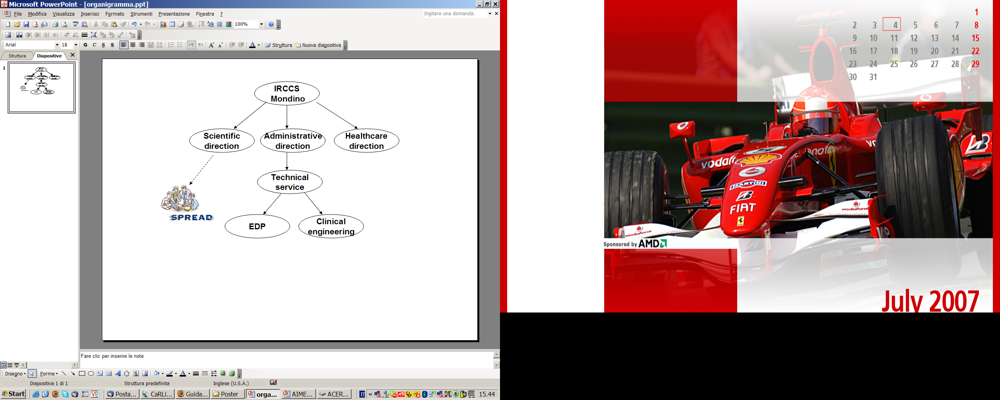 Microsoft PowerPoint - [organigramma.ppt]
File Modifica Visualizza Inserisci Formato Strumenti Presentazione Finestra ?
Digitare una domanda.
100%
Arial 18 G C S S Struttura Nuova diapositiva
Struttura Diapositive
1
IRCCS
Mondino
Scientific
direction
Administrative
direction
Healthcare
direction
Technical
service
SPREAD
EDP
Clinical
engineering
Fare clic per inserire le note
Disegno Forme
Diapositiva 1 di 1 Struttura predefinita Inglese (U.S.A.)
Start Posta... CaRLi... Guida... Poster orga... AIME... ACER... IT « 15.44
1
2 3 4 5 6 7 8
9 10 11 12 13 14 15
16 17 18 19 20 21 22
23 24 25 26 27 28 29
30 31
vodaf
vodafone
MARTINI
FIAT
vodafone
vodafone
Sponsored by AMD
July 2007